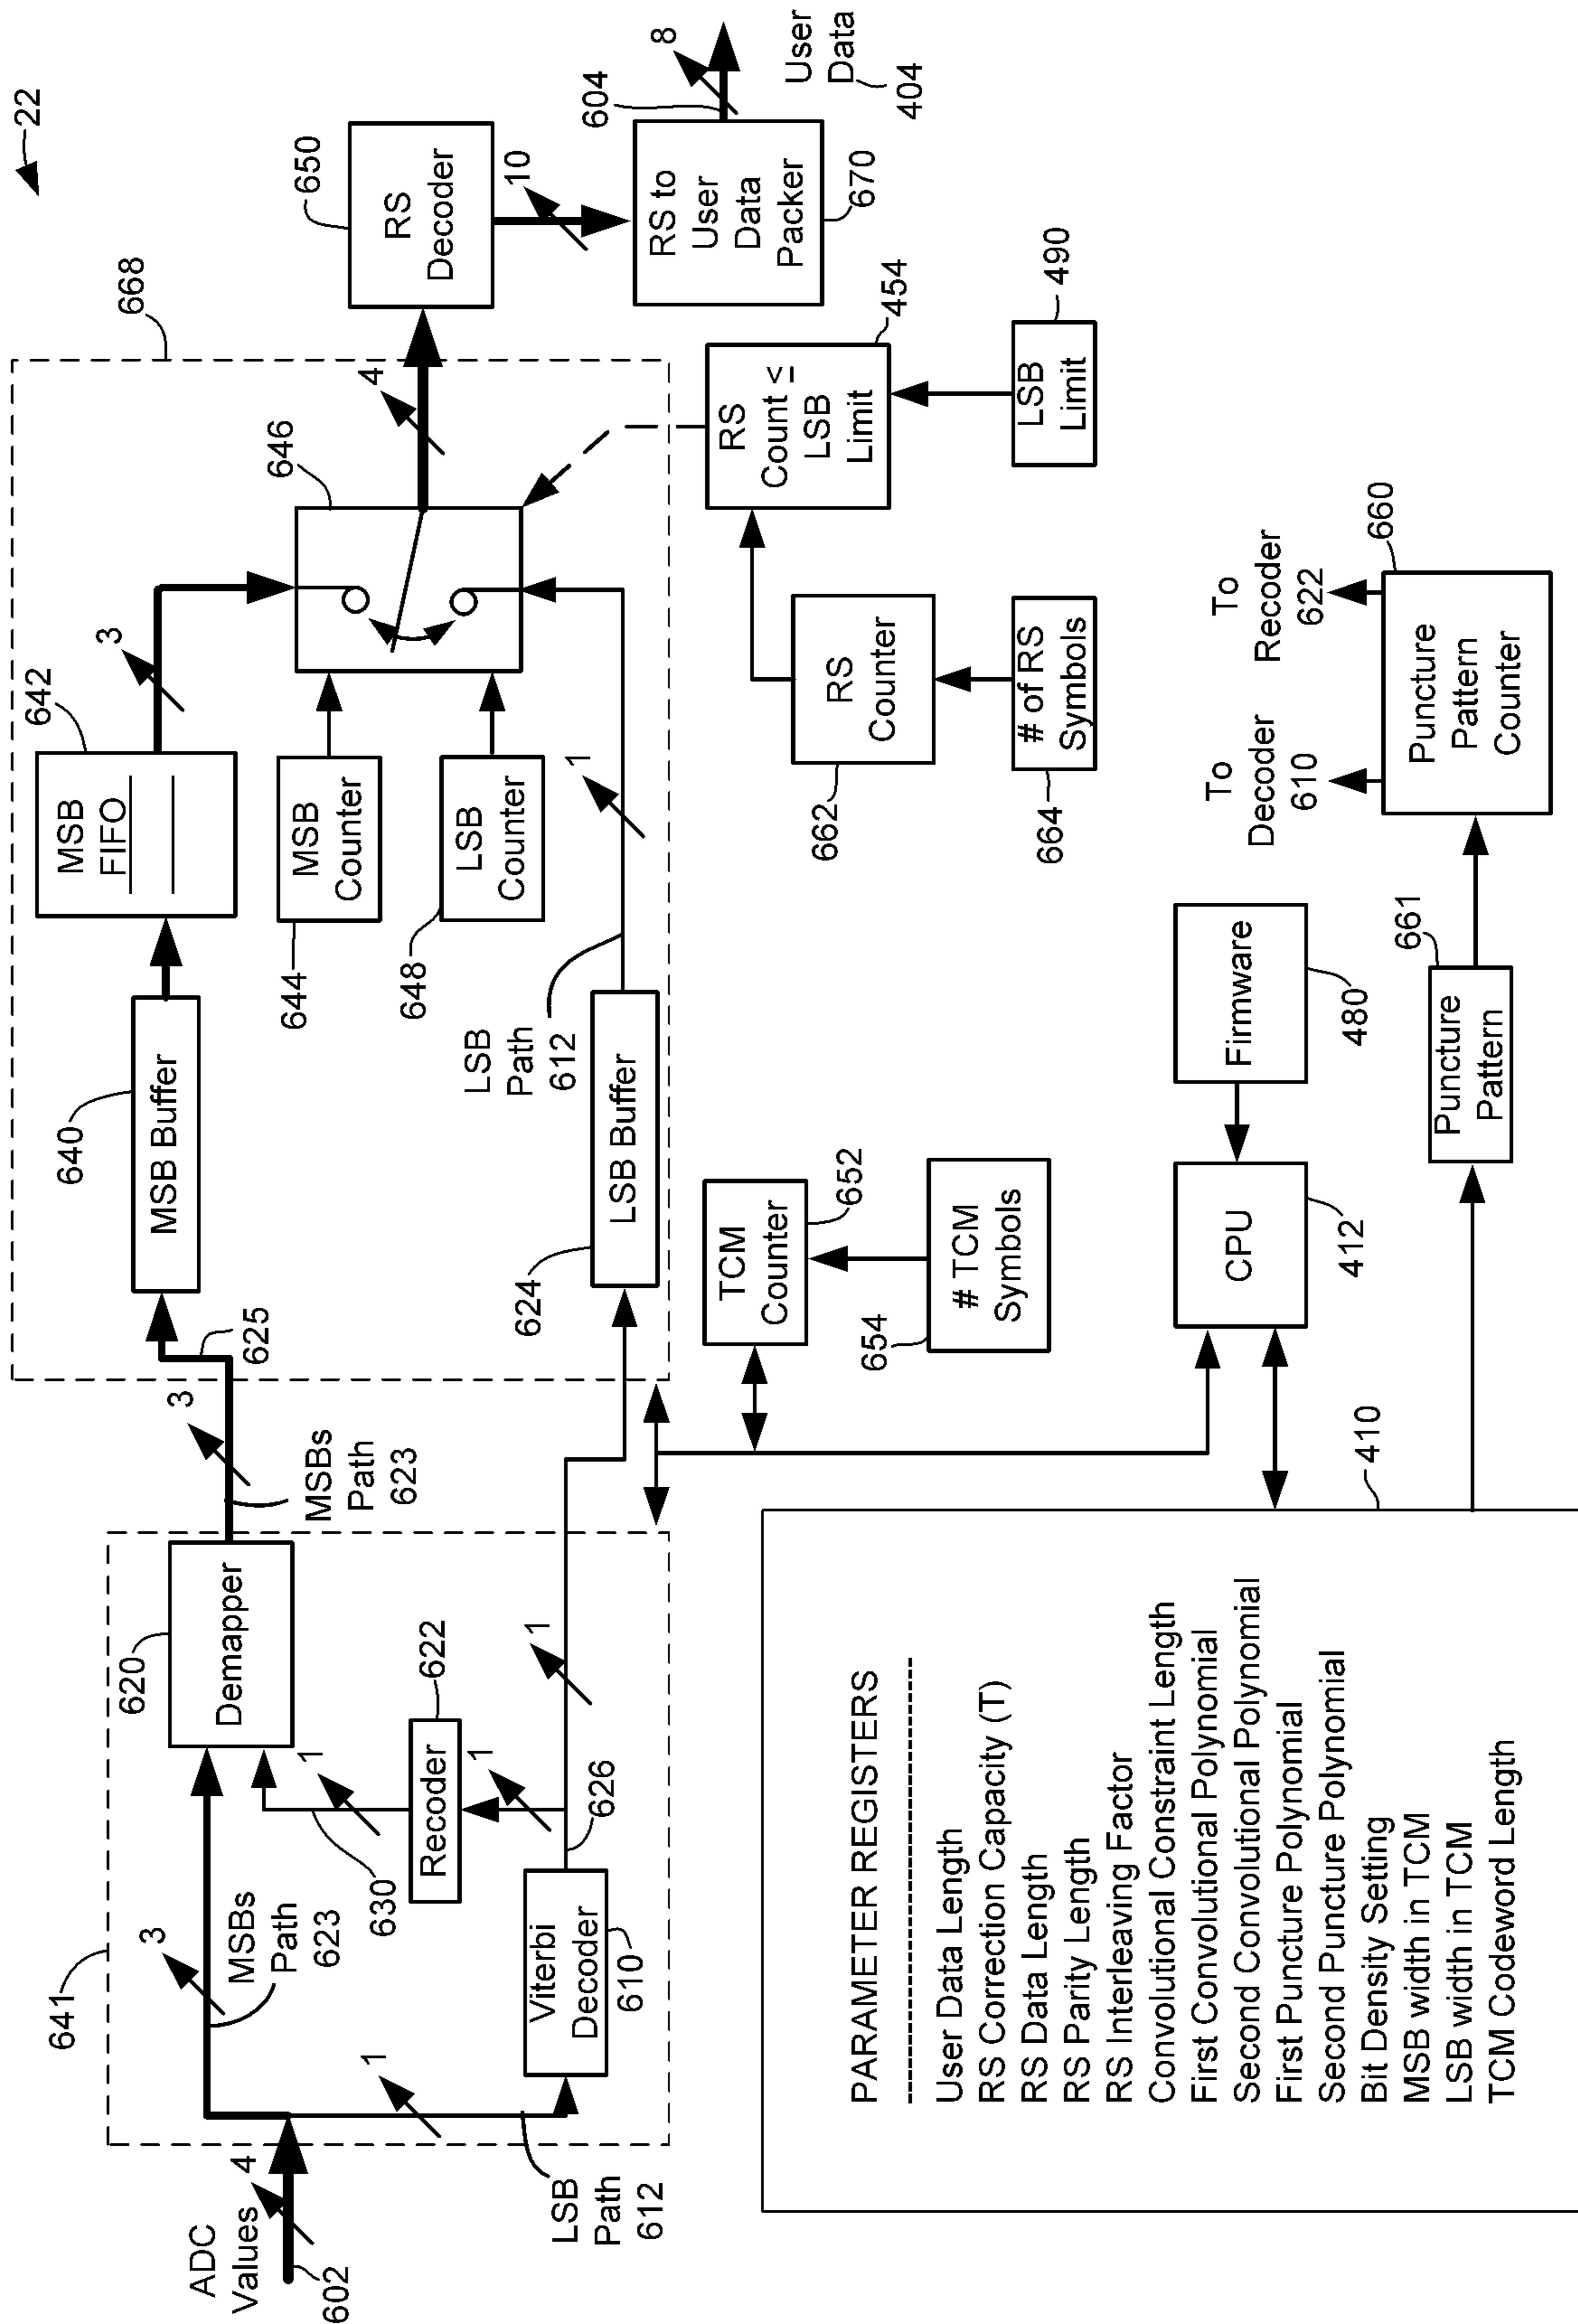 22
641
ADC
Values
4
602
3
MSBs
Path
623
1
LSB
Path
612
Viterbi
Decoder
610
626
1
Recoder
622
1
630
620
Demapper
1
3
MSBs
Path
623
625
668
640
MSB Buffer
642
MSB
FIFO
3
644
MSB
Counter
648
LSB
Counter
646
4
LSB
Path
612
1
624
LSB Buffer
650
RS
Decoder
10
RS to
User
Data
Packer
670
604
8
User
Data
404
TCM
Counter
652
# TCM
Symbols
654
RS
Counter
662
# of RS
Symbols
664
RS
Count <
LSB
Limit
454
LSB
Limit
490
CPU
412
Firmware
480
Puncture
Pattern
661
Puncture
Pattern
Counter
660
To
Decoder
610
To
Recoder
622
410
PARAMETER REGISTERS
User Data Length
RS Correction Capacity (T)
RS Data Length
RS Parity Length
RS Interleaving Factor
Convolutional Constraint Length
First Convolutional Polynomial
Second Convolutional Polynomial
First Puncture Polynomial
Second Puncture Polynomial
Bit Density Setting
MSB width in TCM
LSB width in TCM
TCM Codeword Length